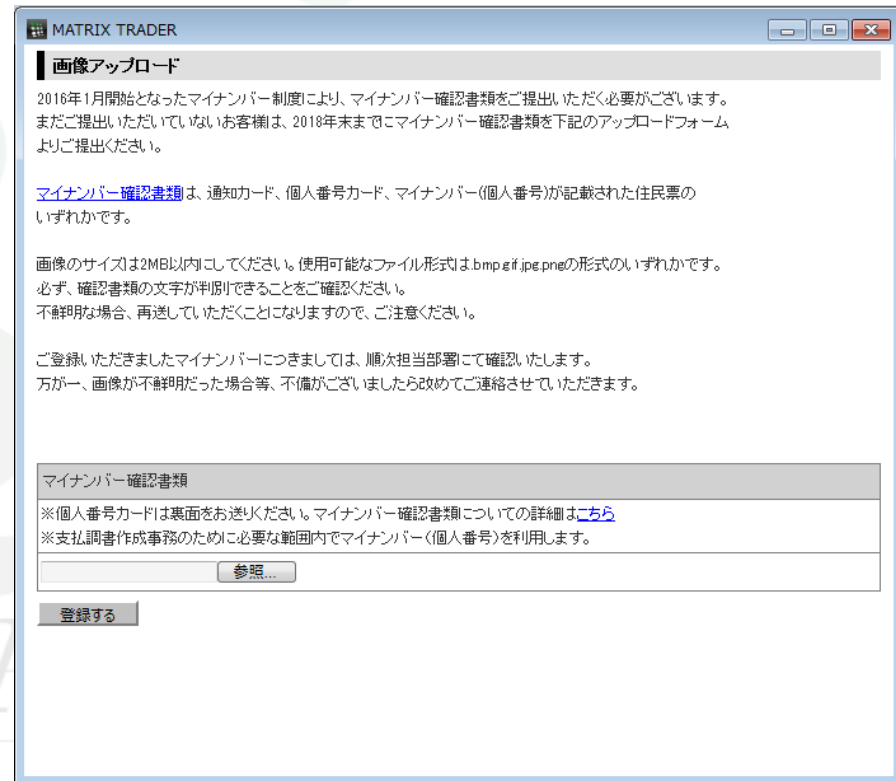 MATRIX TRADER
画像アップロード
2016年1月開始となったマイナンバー制度により、マイナンバー確認書類をご提出いただく必要がございます。
まだご提出いただいていないお客様は、2018年末までにマイナンバー確認書類を下記のアップロードフォーム
よりご提出ください。
マイナンバー確認書類は、通知カード、個人番号カード、マイナンバー(個人番号)が記載された住民票の
いずれかです。
画像のサイズは2MB以内にしてください。使用可能なファイル形式は.bmp.gif.jpg.pngの形式のいずれかです。
必ず、確認書類の文字が判別できることをご確認ください。
不鮮明な場合、再送していただくことになりますので、ご注意ください。
ご登録いただきましたマイナンバーにつきましては、順次担当部署にて確認いたします。
万が一、画像が不鮮明だった場合等、不備がございましたら改めてご連絡させていただきます。
マイナンバー確認書類
※個人番号カードは裏面をお送りください。マイナンバー確認書類についての詳細はこちら
※支払調書作成事務のために必要な範囲内でマイナンバー(個人番号)を利用します。
参照...
登録する